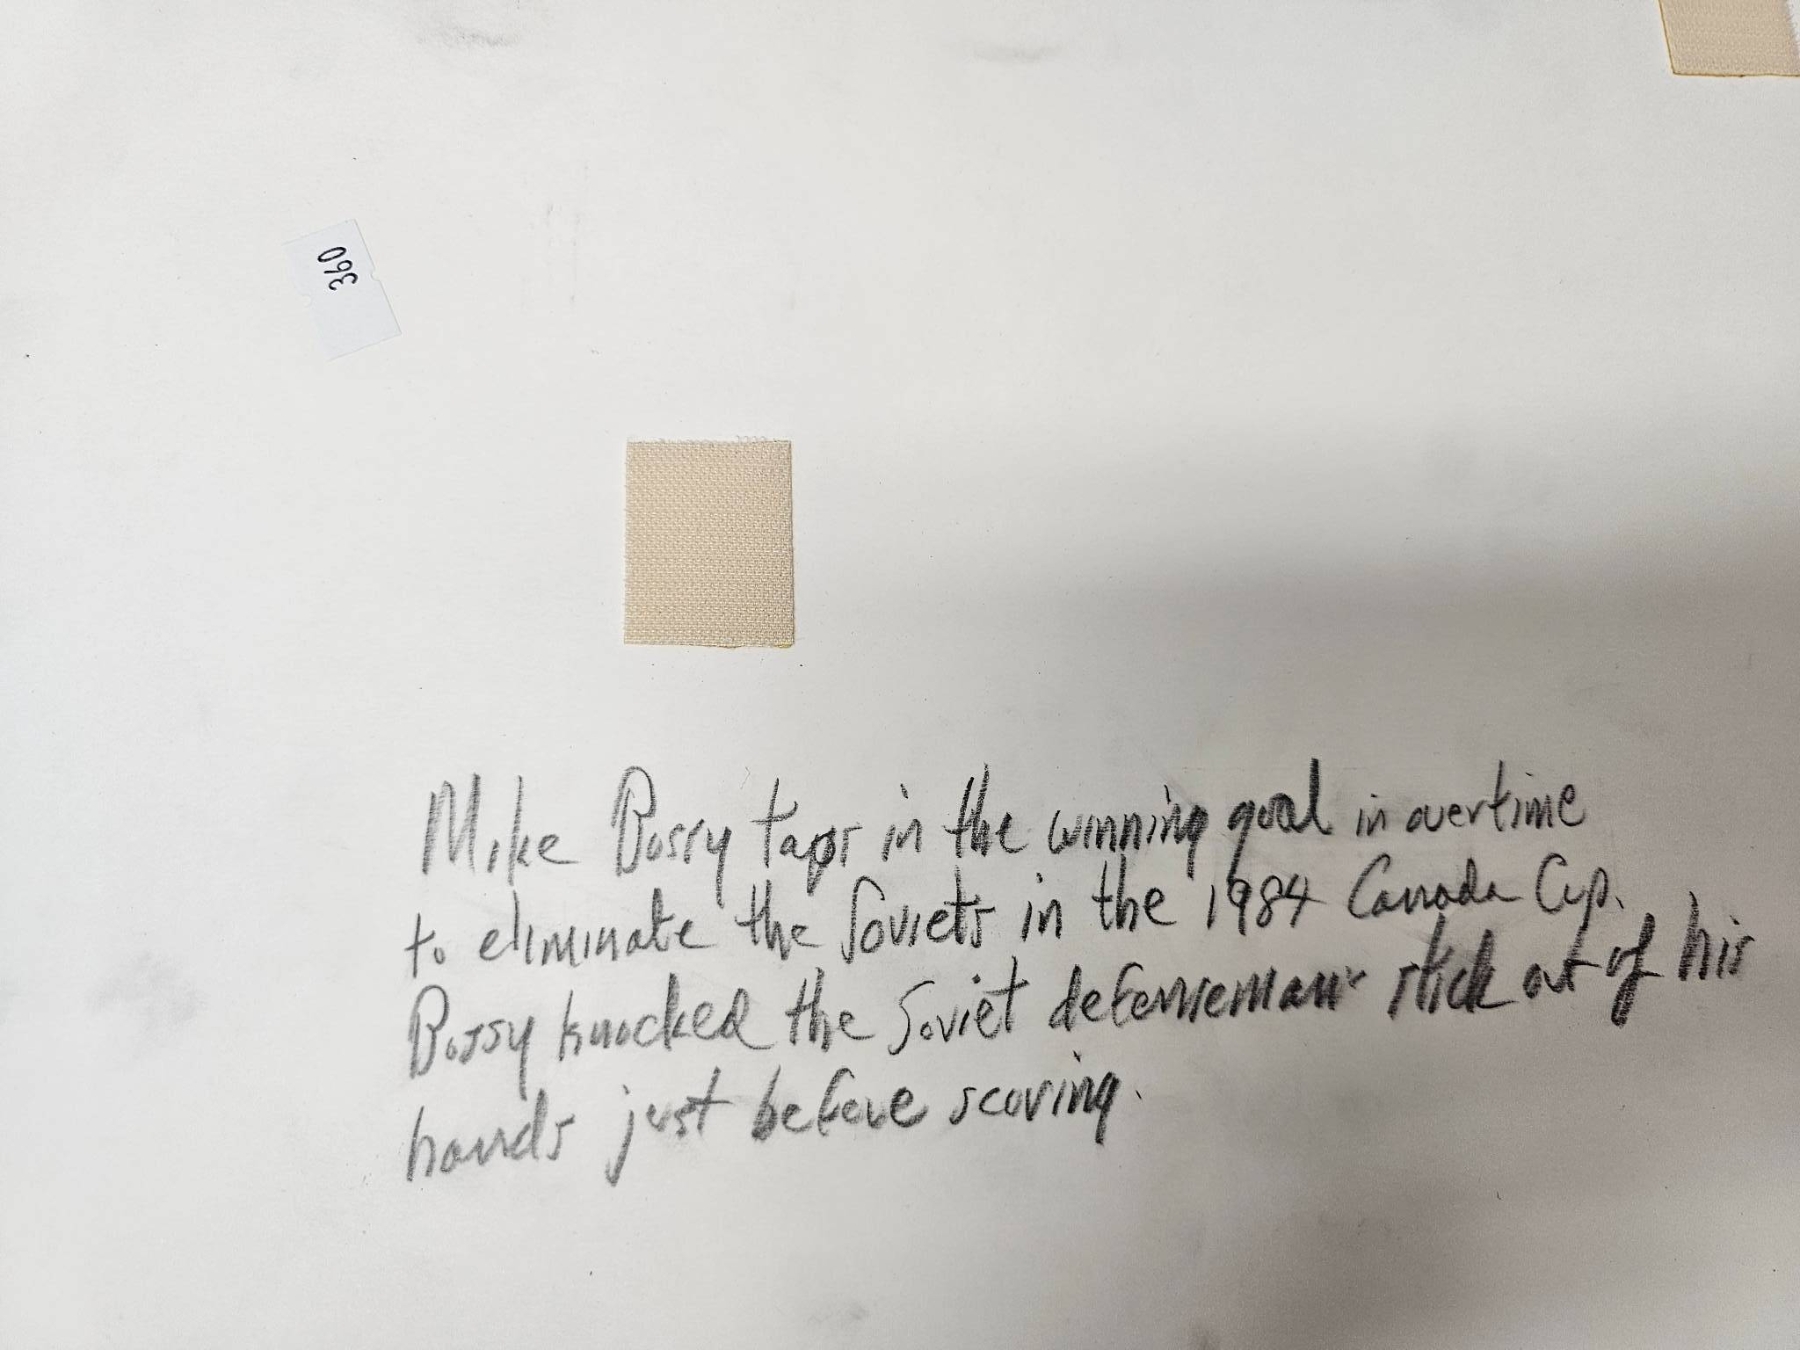 360
Mike Bossy taps in the winning goal in overtime
to eliminate the Soviets in the 1984 Canada Cup.
Bossy knocked the Soviet defenseman's stick out of his
hands just before scoring.